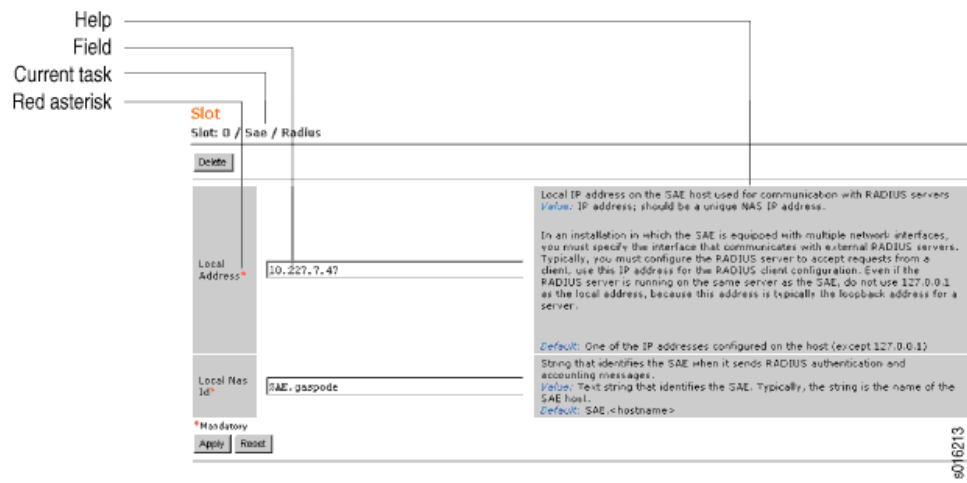 Help
Field
Current task
Red asterisk
Slot
Slot: 0 / Sae / Radius
Delete
Local
Address*
10.227.7.47
Local IP address on the SAE host used for communication with RADIUS servers
Value: IP address; should be a unique NAS IP address.
In an installation in which the SAE is equipped with multiple network interfaces,
you must specify the interface that communicates with external RADIUS servers.
Typically, you must configure the RADIUS server to accept requests from a
client, use this IP address for the RADIUS client configuration. Even if the
RADIUS server is running on the same server as the SAE, do not use 127.0.0.1
as the local address, because this address is typically the loopback address for a
server.
Default: One of the IP addresses configured on the host (except 127.0.0.1)
Local Nas
Id*
SAE.gaspode
String that identifies the SAE when it sends RADIUS authentication and
accounting messages.
Value: Text string that identifies the SAE. Typically, the string is the name of the
SAE host.
Default: SAE.<hostname>
*Mandatory
Apply Reset
s016213